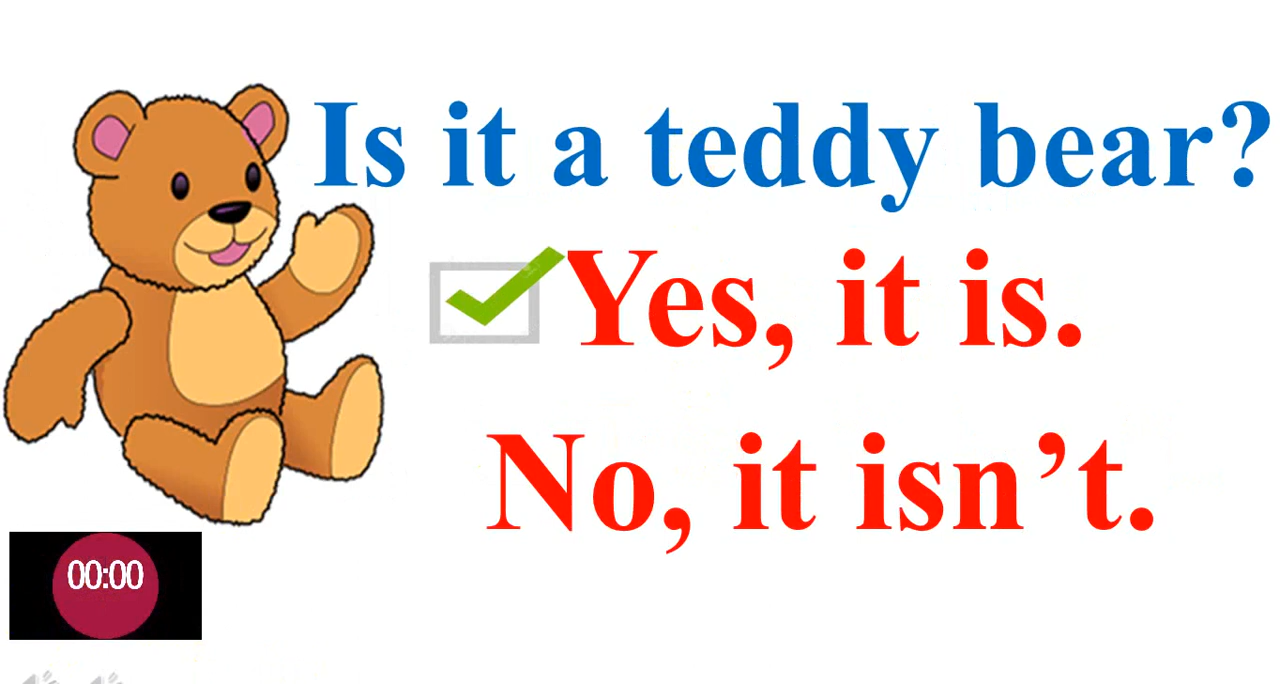 Is it a teddy bear?
Yes, it is.
No, it isn’t.
00:00